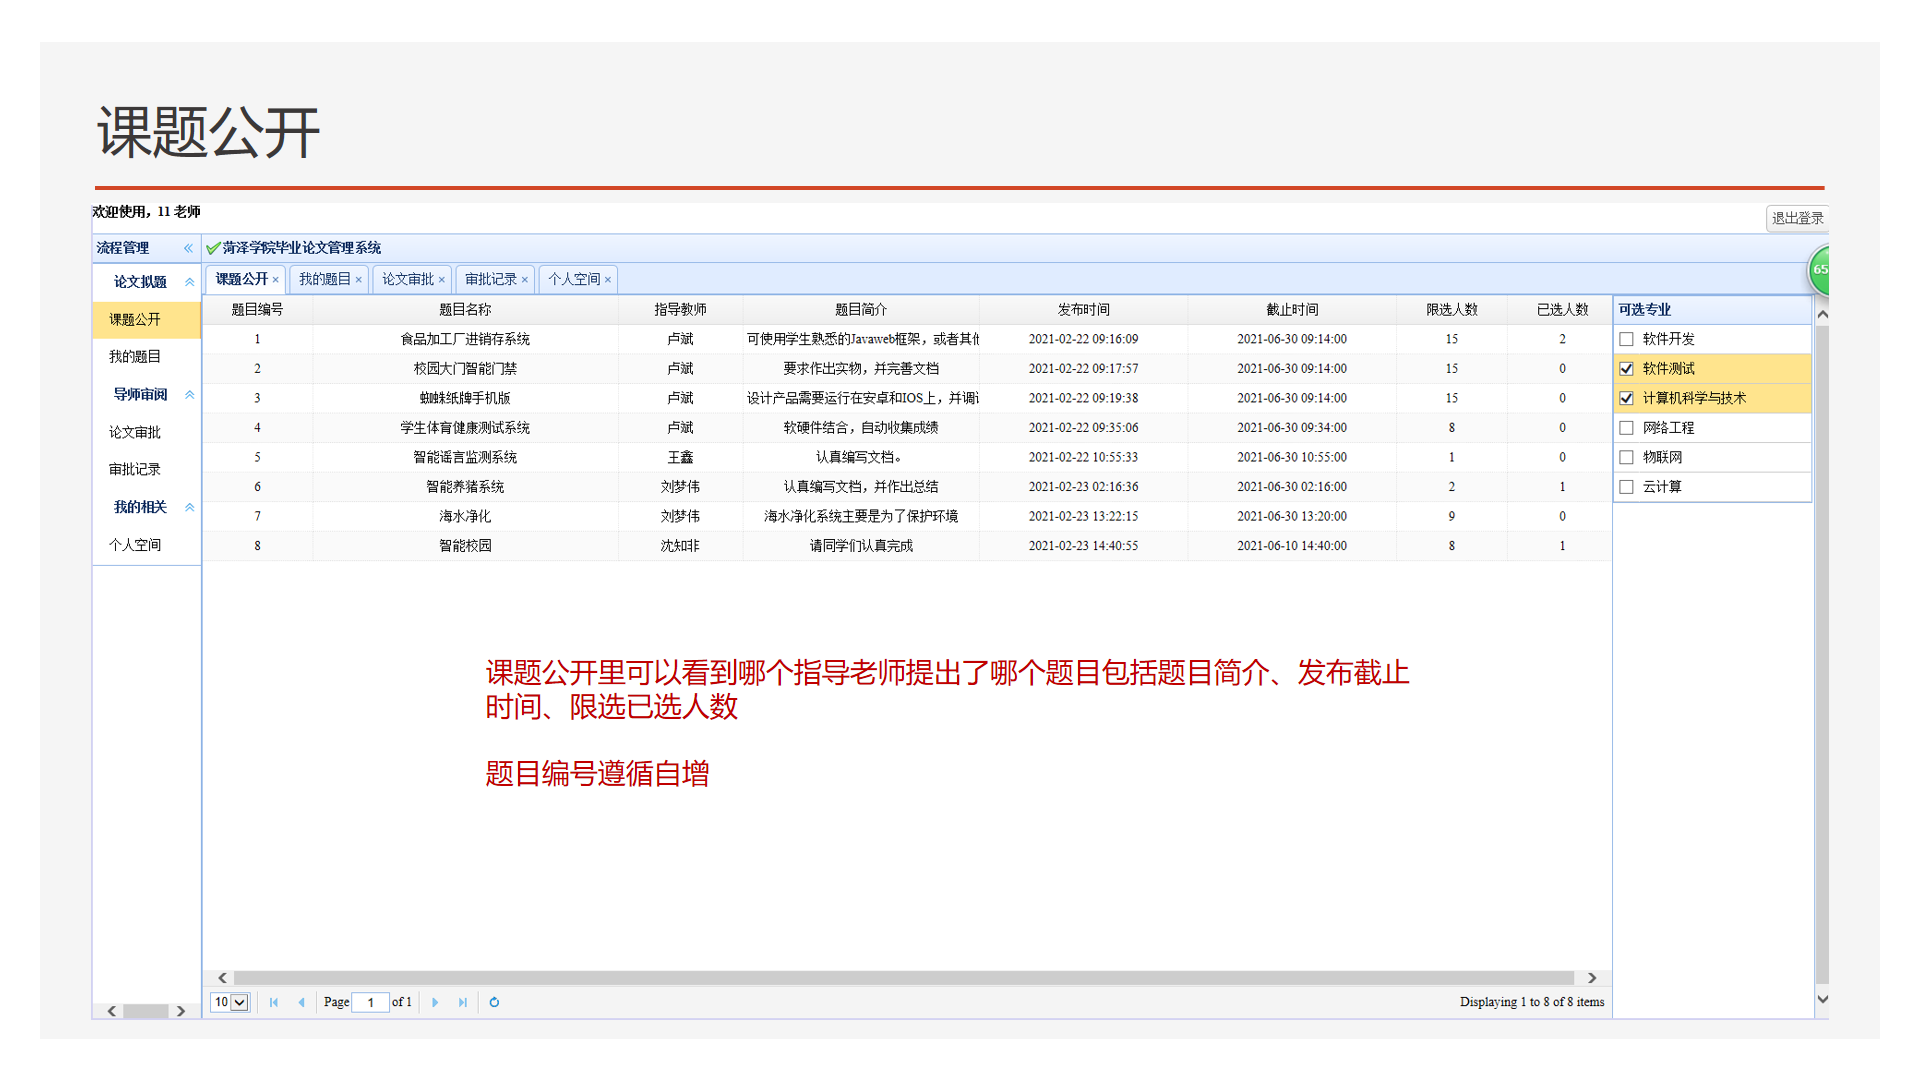 课题公开
欢迎使用，11 老师
退出登录
流程管理
菏泽学院毕业论文管理系统
65
论文拟题
课题公开
我的题目
导师审阅
论文审批
审批记录
我的相关
个人空间
课题公开 我的题目 论文审批 审批记录 个人空间
题目编号 题目名称 指导教师 题目简介 发布时间 截止时间 限选人数 已选人数
1 食品加工厂进销存系统 卢斌 可使用学生熟悉的Javaweb框架，或者其他 2021-02-22 09:16:09 2021-06-30 09:14:00 15 2
2 校园大门智能门禁 卢斌 要求作出实物，并完善文档 2021-02-22 09:17:57 2021-06-30 09:14:00 15 0
3 蜘蛛纸牌手机版 卢斌 设计产品需要运行在安卓和IOS上，并调 2021-02-22 09:19:38 2021-06-30 09:14:00 15 0
4 学生体育健康测试系统 卢斌 软硬件结合，自动收集成绩 2021-02-22 09:35:06 2021-06-30 09:34:00 8 0
5 智能谣言监测系统 王鑫 认真编写文档。 2021-02-22 10:55:33 2021-06-30 10:55:00 1 0
6 智能养猪系统 刘梦伟 认真编写文档，并作出总结 2021-02-23 02:16:36 2021-06-30 02:16:00 2 1
7 海水净化 刘梦伟 海水净化系统主要是为了保护环境 2021-02-23 13:22:15 2021-06-30 13:20:00 9 0
8 智能校园 沈知非 请同学们认真完成 2021-02-23 14:40:55 2021-06-10 14:40:00 8 1
可选专业
软件开发
软件测试
计算机科学与技术
网络工程
物联网
云计算
课题公开里可以看到哪个指导老师提出了哪个题目包括题目简介、发布截止
时间、限选已选人数
题目编号遵循自增
10 Page 1 of 1 Displaying 1 to 8 of 8 items